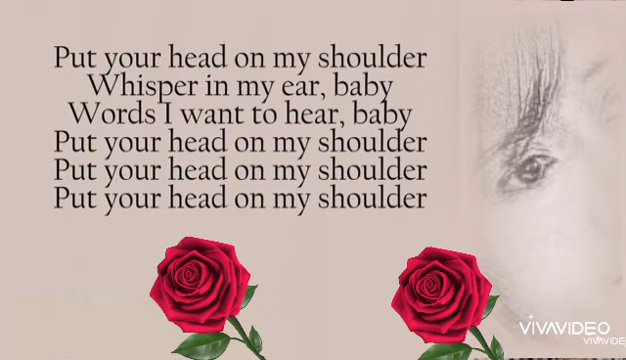 Put your head on my shoulder
Whisper in my ear, baby
Words I want to hear, baby
Put your head on my shoulder
Put your head on my shoulder
Put your head on my shoulder
VIVAVIDEO
VIVAVIDE